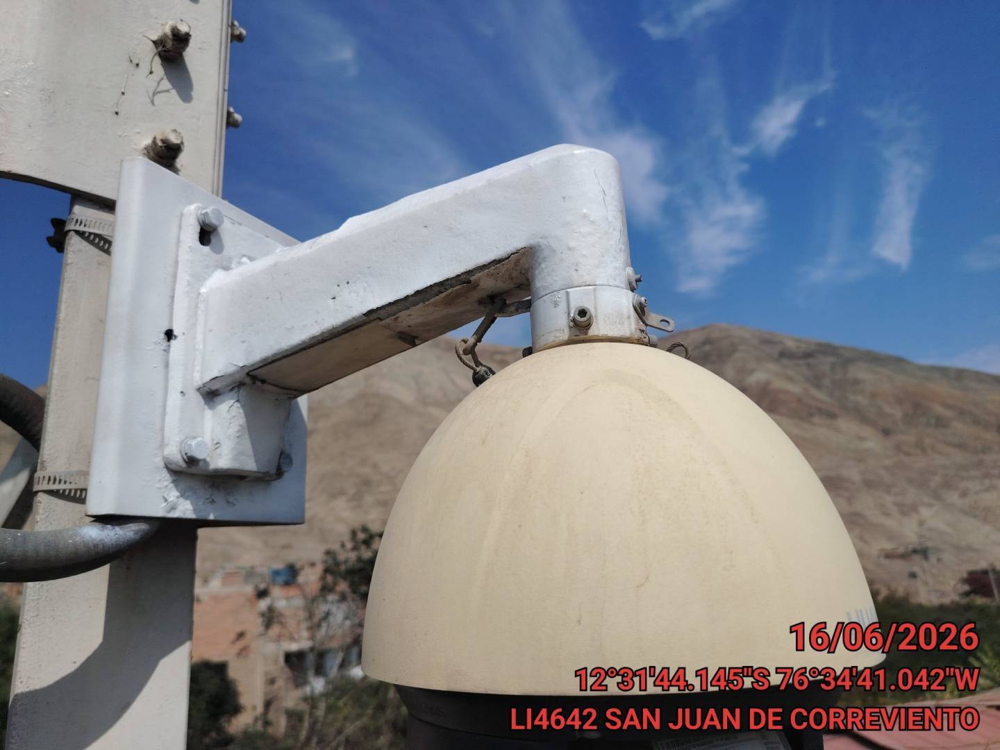 16/06/2026
12°31'44.145"S 76°34'41.042"W
LI4642 SAN JUAN DE CORREVIENTO